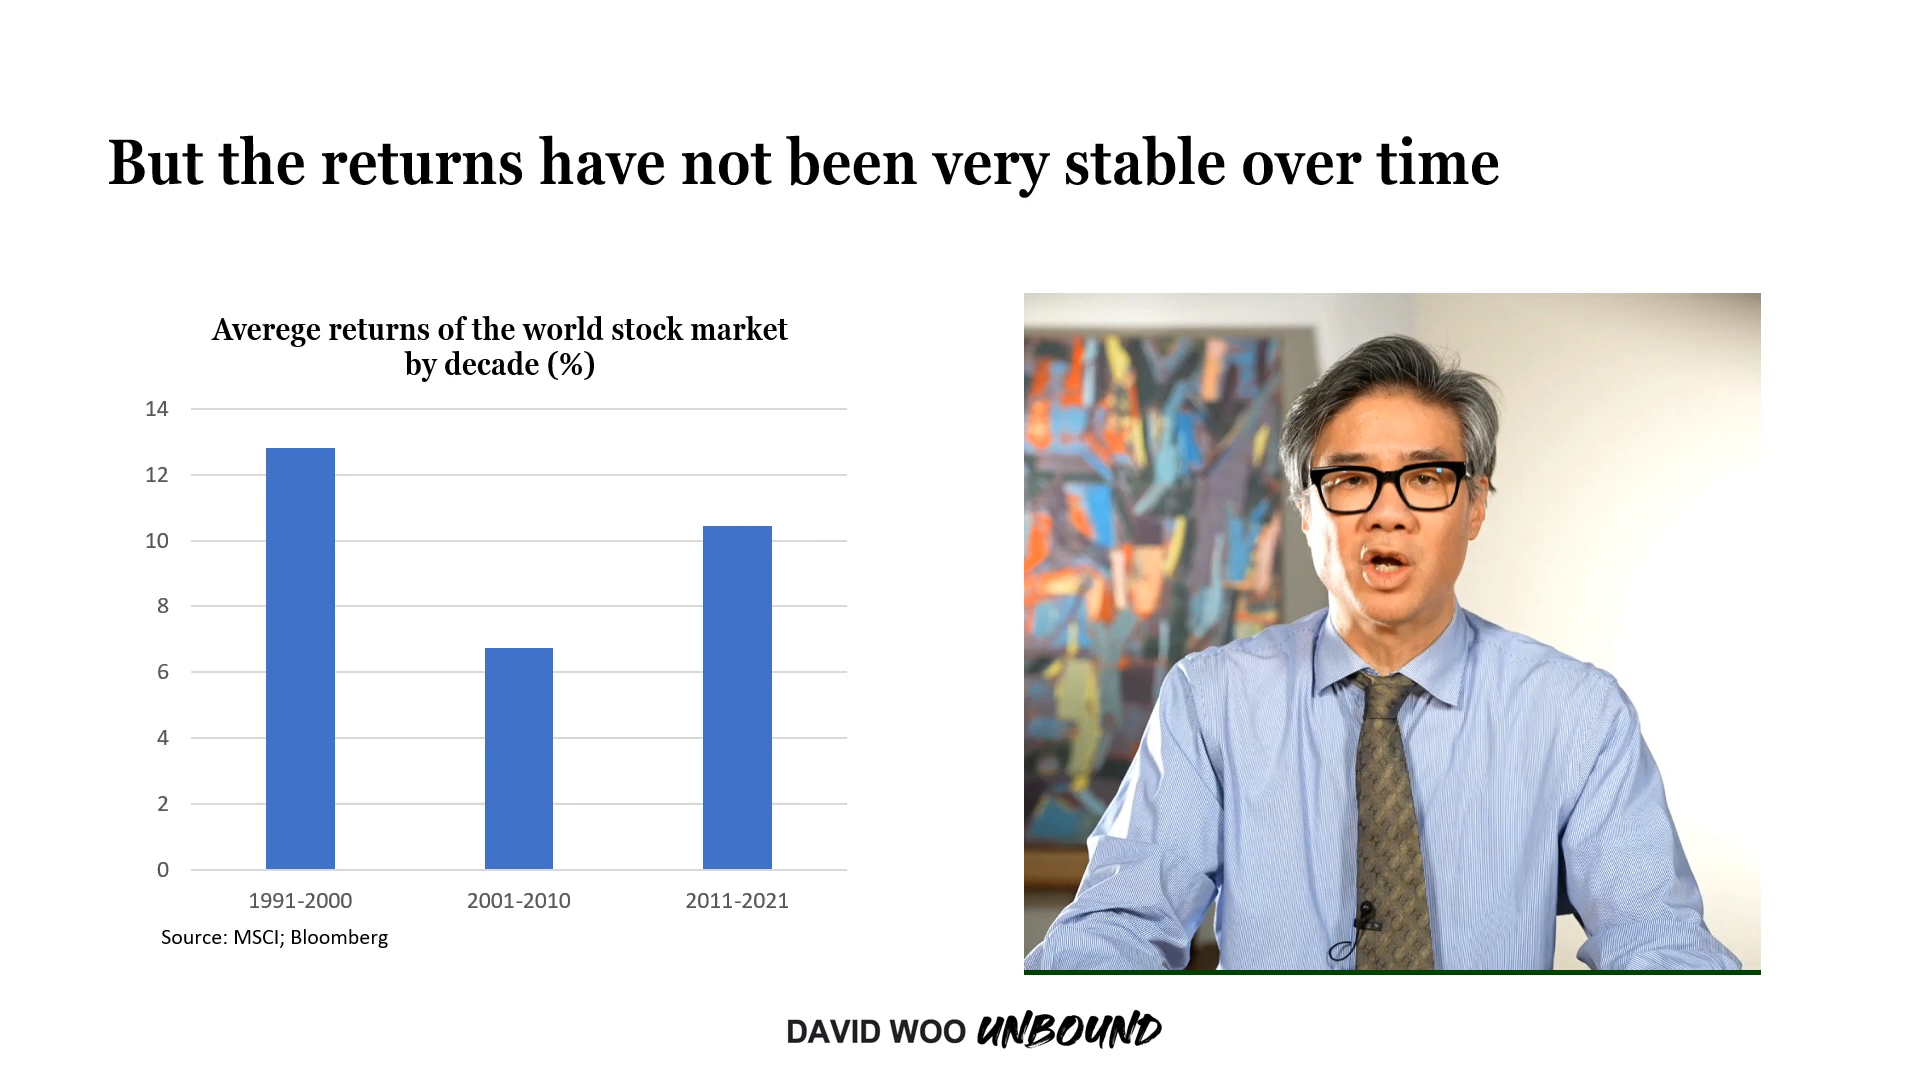 But the returns have not been very stable over time
Averege returns of the world stock market
by decade (%)
14
12
10
8
6
4
2
0
1991-2000
2001-2010
2011-2021
Source: MSCI; Bloomberg
DAVID WOO UNBOUND